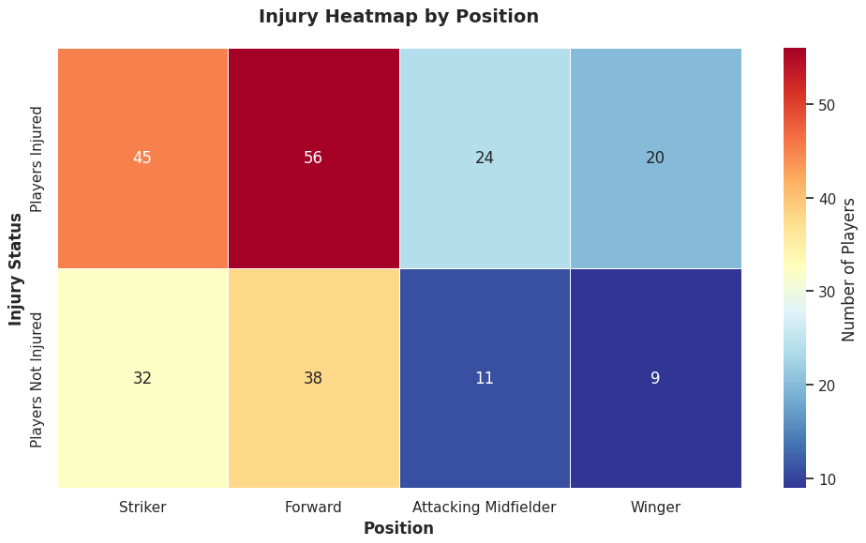 Injury Heatmap by Position
Injury Status
Players Injured
45
56
24
20
Players Not Injured
32
38
11
9
Striker
Forward
Attacking Midfielder
Winger
Position
50
40
30
20
10
Number of Players